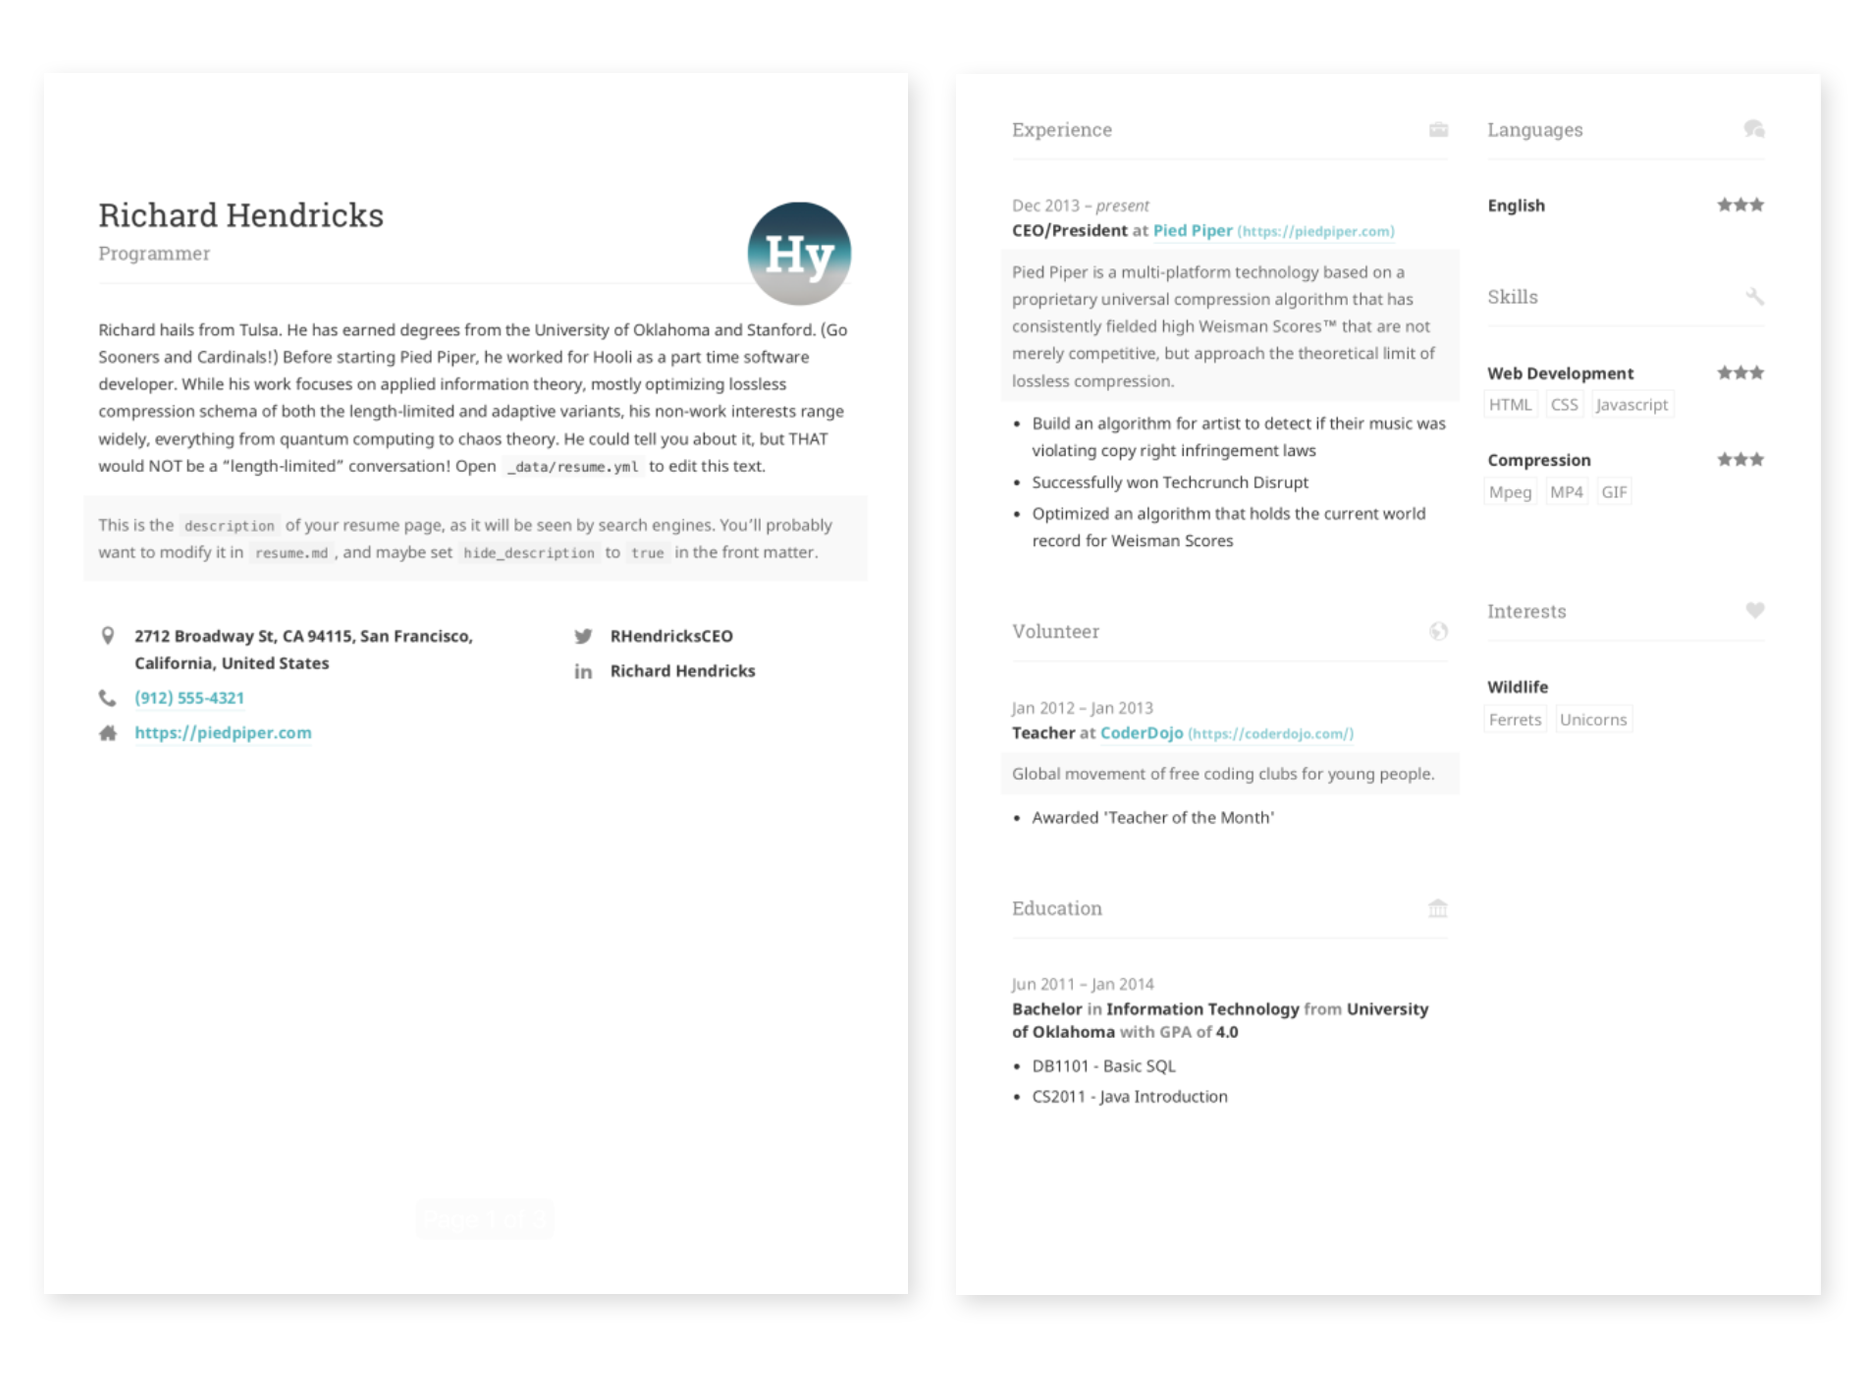 Richard Hendricks
Programmer
Hy
Richard hails from Tulsa. He has earned degrees from the University of Oklahoma and Stanford. (Go
Sooners and Cardinals!) Before starting Pied Piper, he worked for Hooli as a part time software
developer. While his work focuses on applied information theory, mostly optimizing lossless
compression schema of both the length-limited and adaptive variants, his non-work interests range
widely, everything from quantum computing to chaos theory. He could tell you about it, but THAT
would NOT be a “length-limited” conversation! Open _data/resume.yml to edit this text.
This is the description of your resume page, as it will be seen by search engines. You’ll probably
want to modify it in resume.md, and maybe set hide_description to true in the front matter.
2712 Broadway St, CA 94115, San Francisco,
California, United States
(912) 555-4321
https://piedpiper.com
RHendricksCEO
in
Richard Hendricks
Page 1 of 3
Experience
Dec 2013 – present
CEO/President at Pied Piper (https://piedpiper.com)
Pied Piper is a multi-platform technology based on a
proprietary universal compression algorithm that has
consistently fielded high Weisman Scores™ that are not
merely competitive, but approach the theoretical limit of
lossless compression.
• Build an algorithm for artist to detect if their music was
violating copy right infringement laws
• Successfully won Techcrunch Disrupt
• Optimized an algorithm that holds the current world
record for Weisman Scores
Volunteer
Jan 2012 – Jan 2013
Teacher at CoderDojo (https://coderdojo.com/)
Global movement of free coding clubs for young people.
• Awarded 'Teacher of the Month'
Education
Jun 2011 – Jan 2014
Bachelor in Information Technology from University
of Oklahoma with GPA of 4.0
• DB1101 - Basic SQL
• CS2011 - Java Introduction
Languages
English ★★★
Skills
Web Development ★★★
HTML CSS Javascript
Compression ★★★
Mpeg MP4 GIF
Interests
Wildlife
Ferrets Unicorns